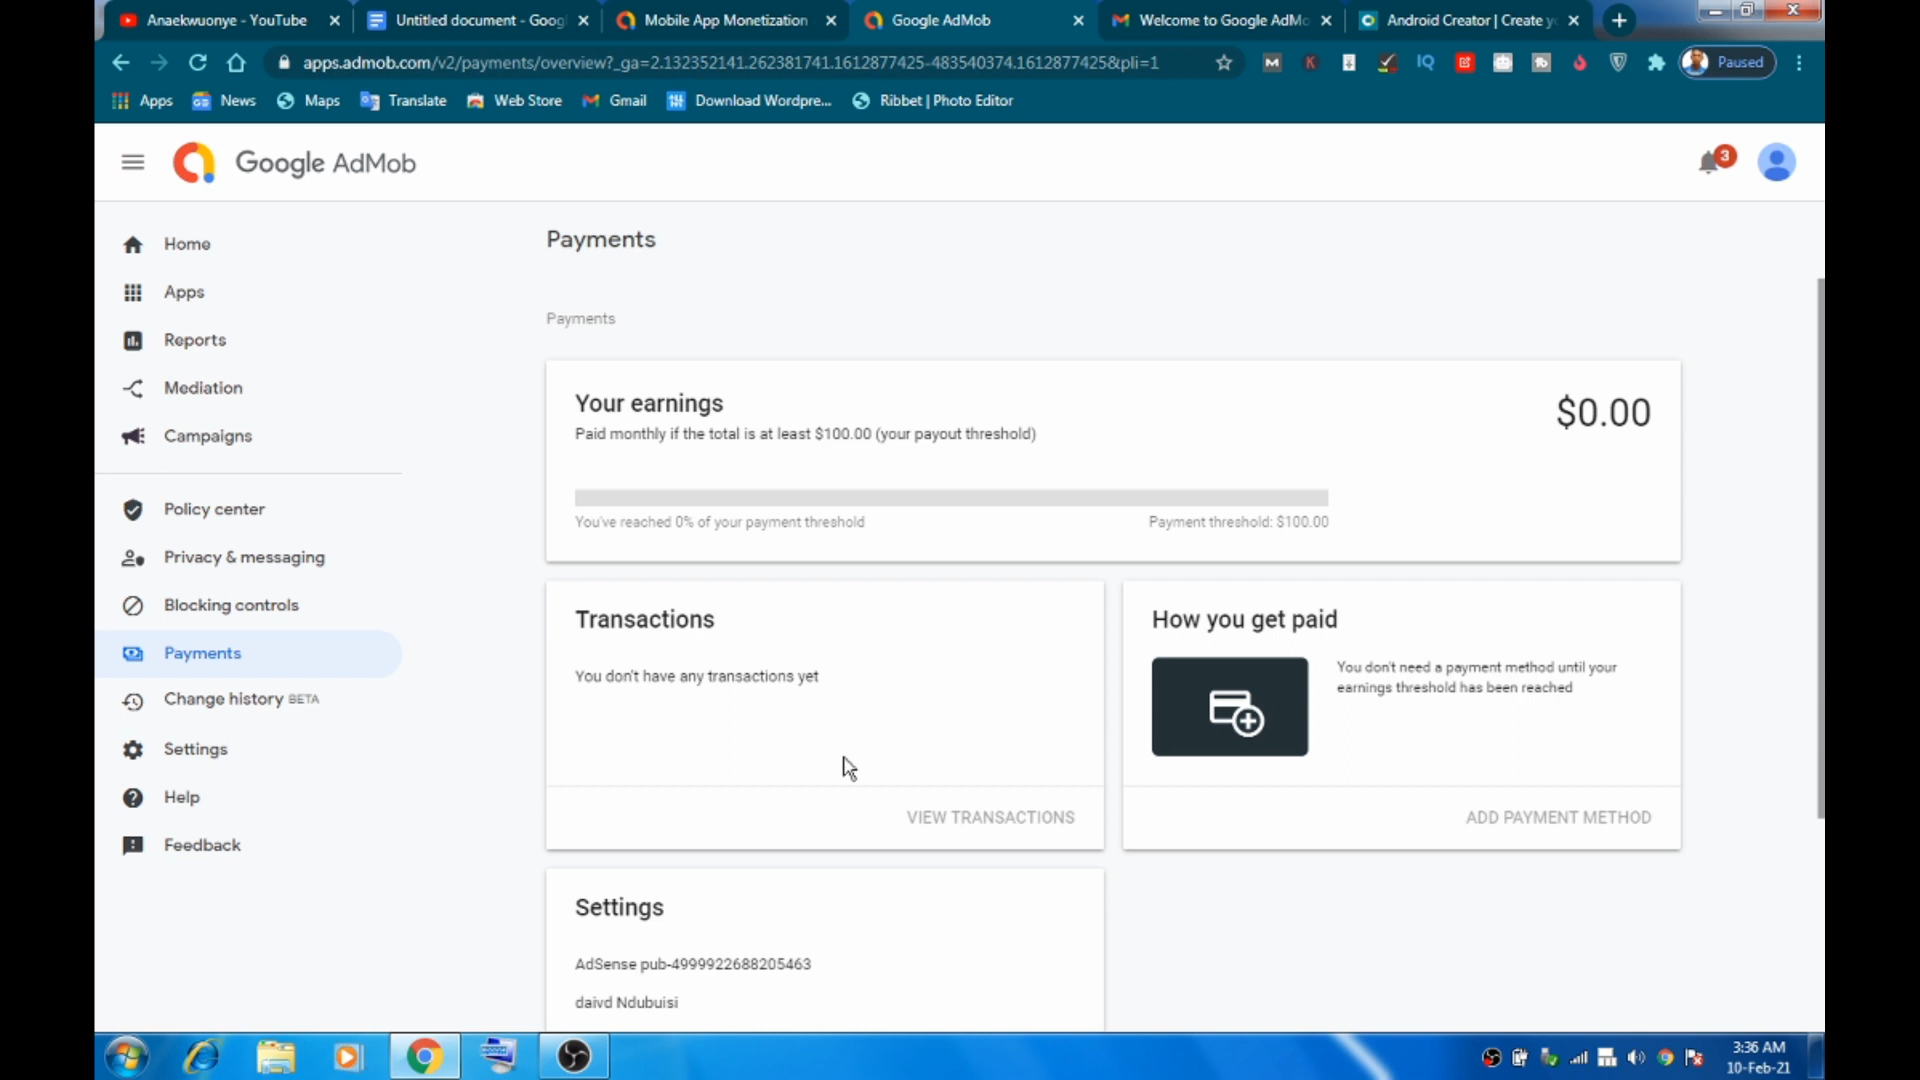 Anaekwuonye - YouTube
Untitled document - Goog
Mobile App Monetization
Google AdMob
Welcome to Google AdMo
Android Creator | Create y
apps.admob.com/v2/payments/overview?_ga=2.132352141.262381741.1612877425-483540374.1612877425&pli=1
IQ
Paused
Apps
News
Maps
Translate
Web Store
Gmail
Download Wordpre...
Ribbet | Photo Editor
Google AdMob
3
Home
Apps
Reports
Mediation
Campaigns
Policy center
Privacy & messaging
Blocking controls
Payments
Change history BETA
Settings
Help
Feedback
Payments
Payments
Your earnings
$0.00
Paid monthly if the total is at least $100.00 (your payout threshold)
You've reached 0% of your payment threshold
Payment threshold: $100.00
Transactions
You don't have any transactions yet
VIEW TRANSACTIONS
How you get paid
You don't need a payment method until your
earnings threshold has been reached
ADD PAYMENT METHOD
Settings
AdSense pub-4999922688205463
daivd Ndubuisi
3:36 AM
10-Feb-21